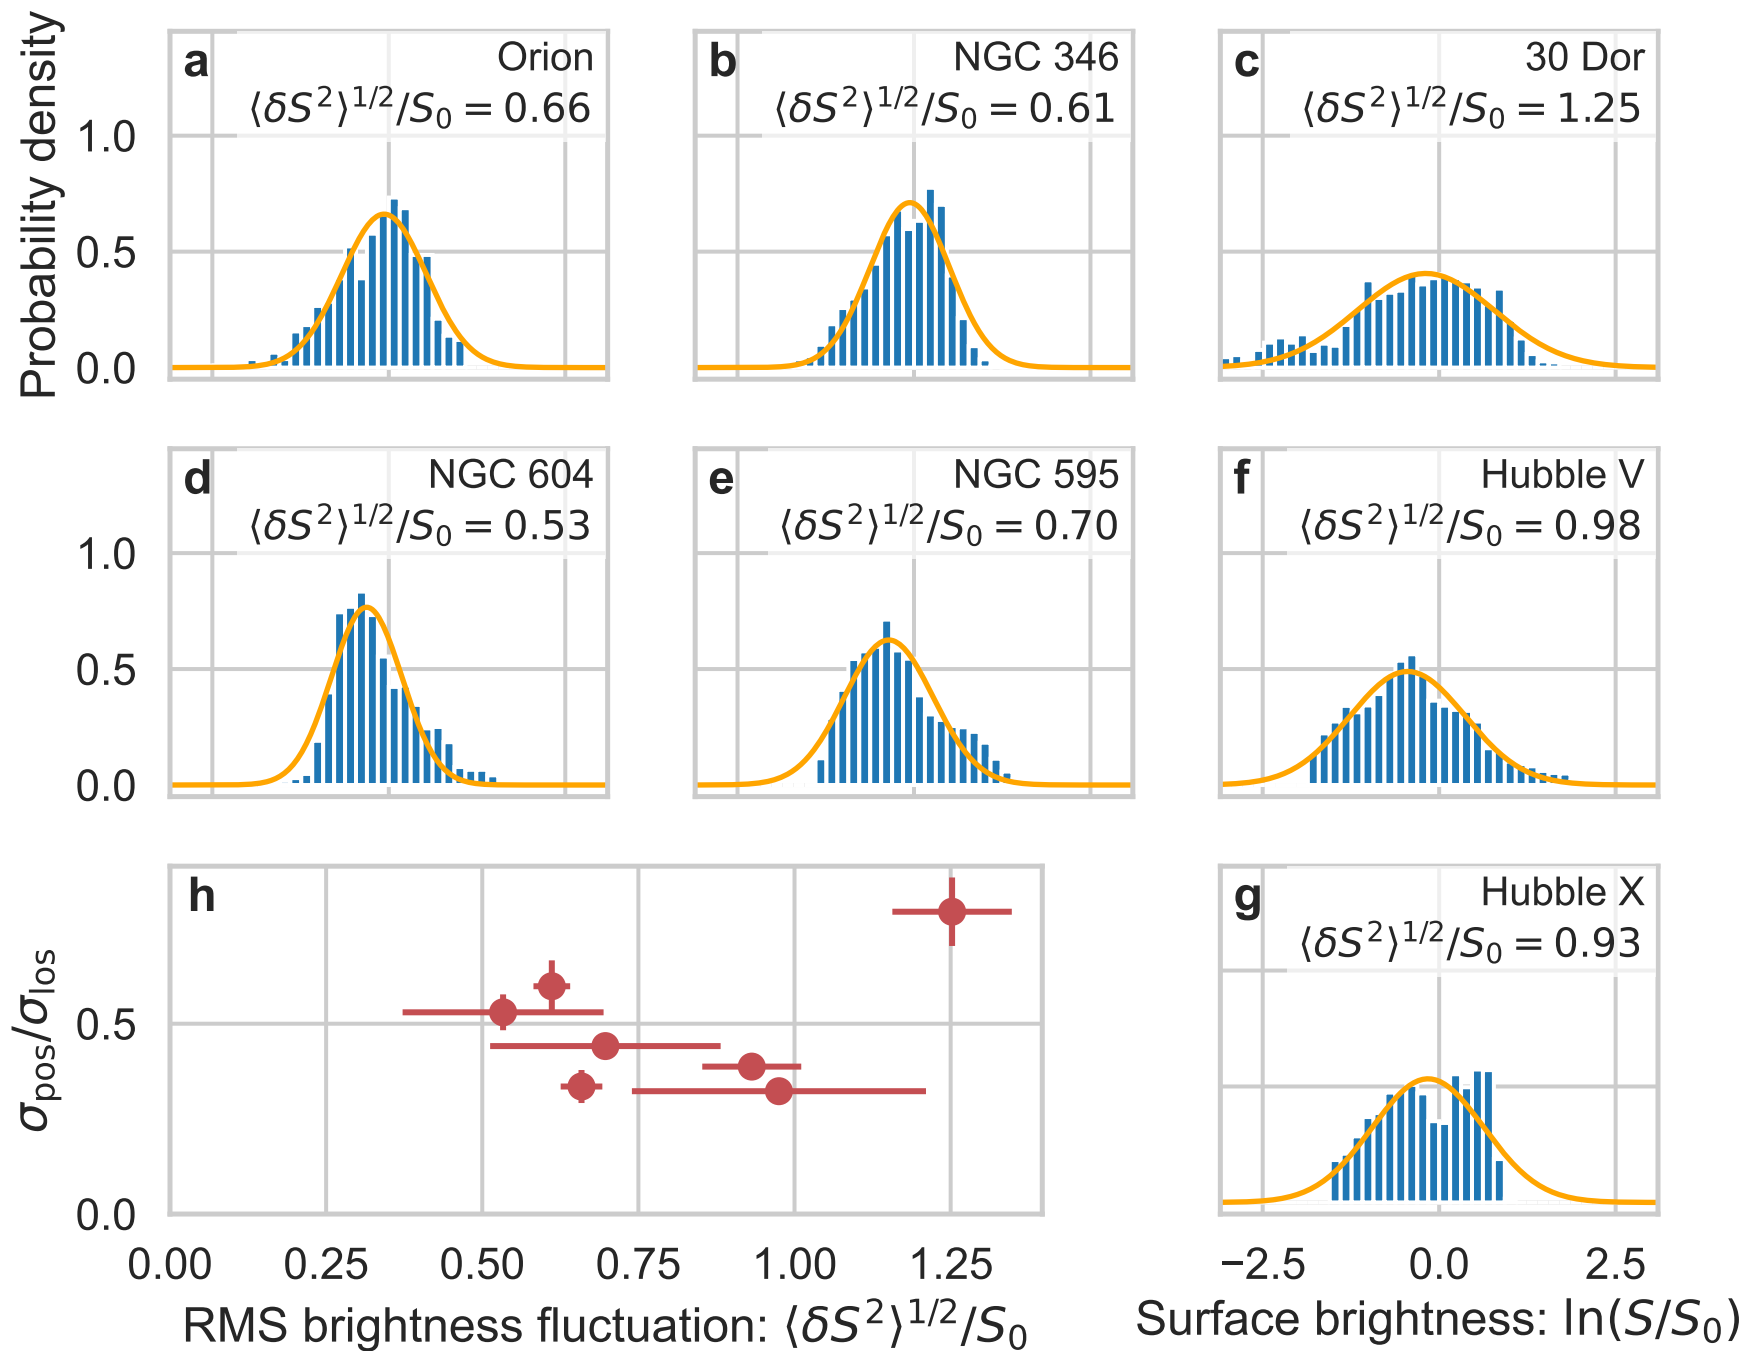 Probability density
a
Orion
⟨δS²⟩¹/²/S₀ = 0.66
b
NGC 346
⟨δS²⟩¹/²/S₀ = 0.61
c
30 Dor
⟨δS²⟩¹/²/S₀ = 1.25
1.0
0.5
0.0
d
NGC 604
⟨δS²⟩¹/²/S₀ = 0.53
e
NGC 595
⟨δS²⟩¹/²/S₀ = 0.70
f
Hubble V
⟨δS²⟩¹/²/S₀ = 0.98
1.0
0.5
0.0
h
σpos/σlos
0.5
0.0
0.00 0.25 0.50 0.75 1.00 1.25
RMS brightness fluctuation: ⟨δS²⟩¹/²/S₀
g
Hubble X
⟨δS²⟩¹/²/S₀ = 0.93
−2.5 0.0 2.5
Surface brightness: ln(S/S₀)